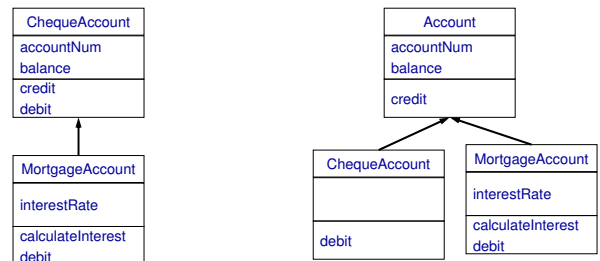 ChequeAccount
accountNum
balance
credit
debit
MortgageAccount
interestRate
calculateInterest
debit
Account
accountNum
balance
credit
ChequeAccount
debit
MortgageAccount
interestRate
calculateInterest
debit